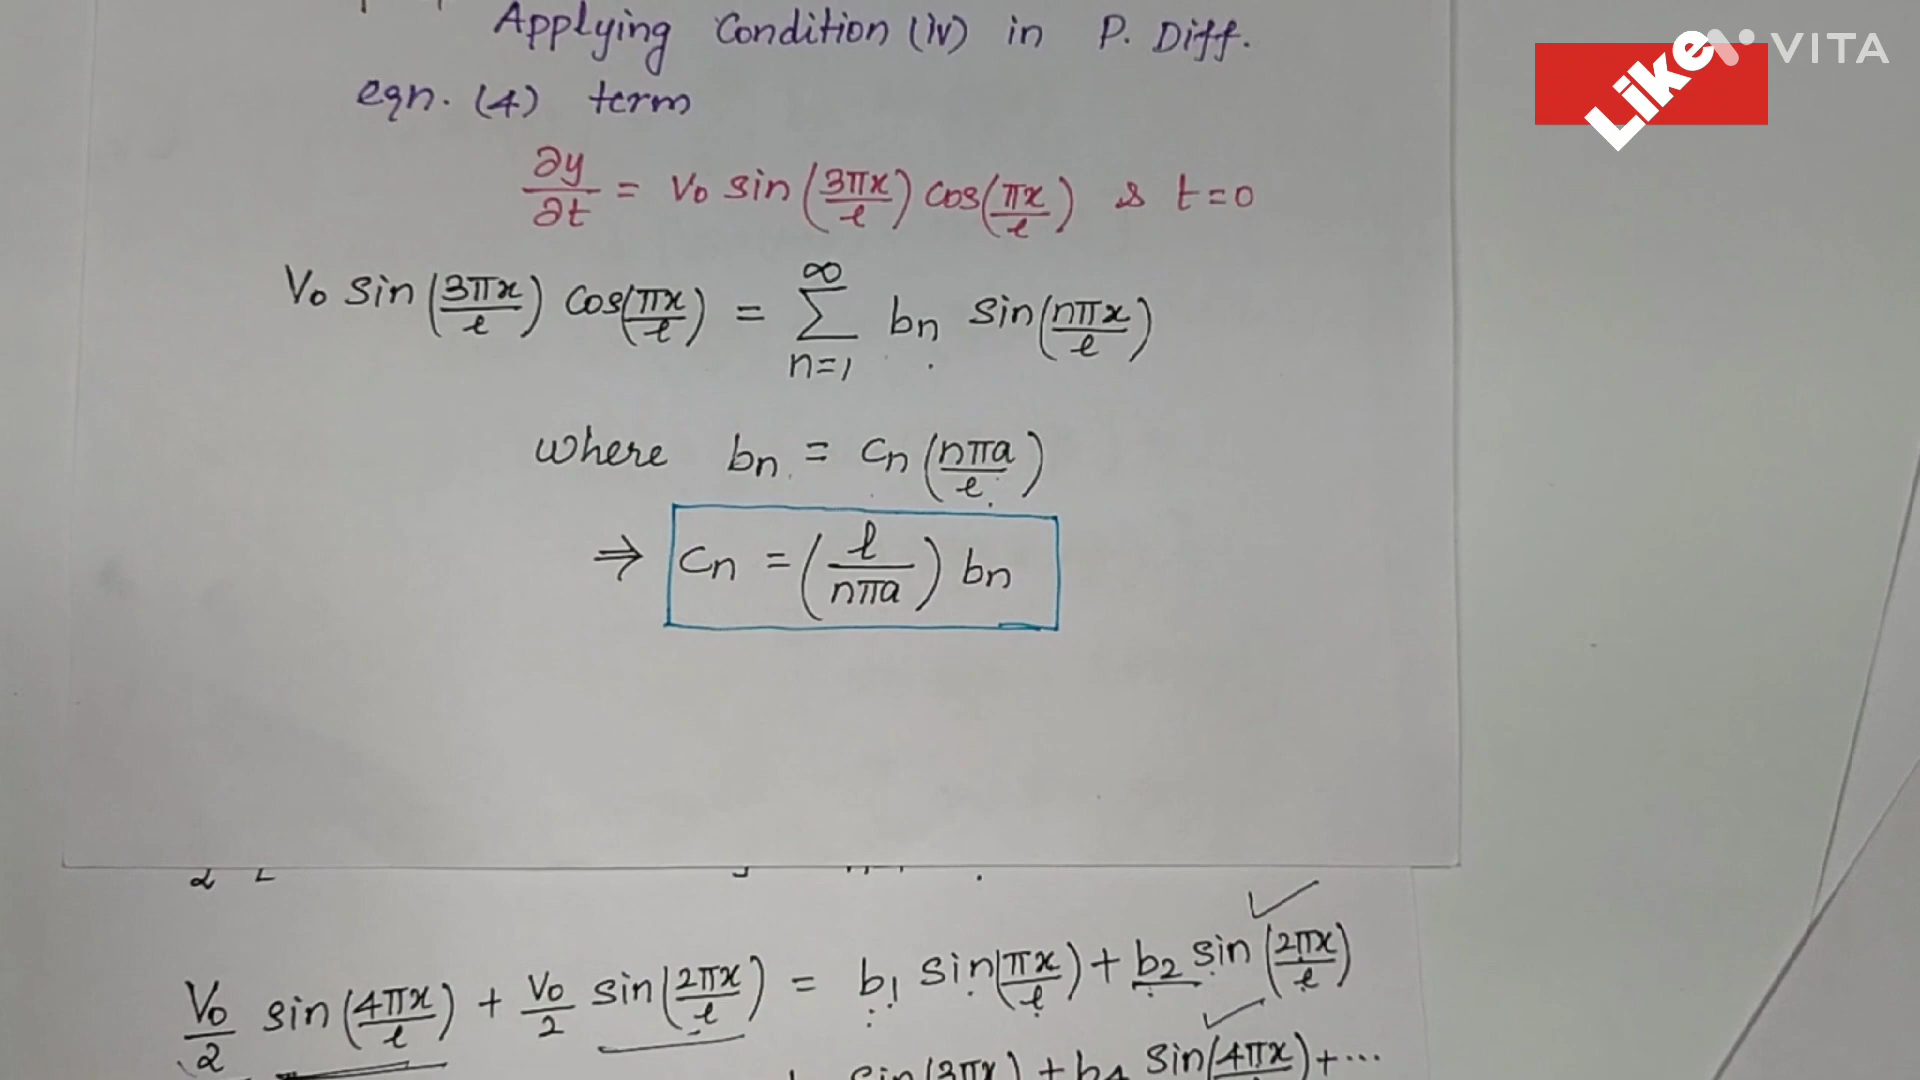 Like VITA
Applying Condition (iv) in P. Diff.
eqn. (4) term
∂y/∂t = V₀ sin(3πx/l) cos(πx/l) & t=0
V₀ sin(3πx/l) cos(πx/l) = ∞ Σ n=1 bn sin(nπx/l)
where bn = cn (nπa/l)
⇒ cn = (l/nπa) bn
V₀/2 sin(4πx/l) + V₀/2 sin(2πx/l) = b₁ sin(πx/l) + b₂ sin(2πx/l)
sin(3πx) + b₄ sin(4πx) + ...